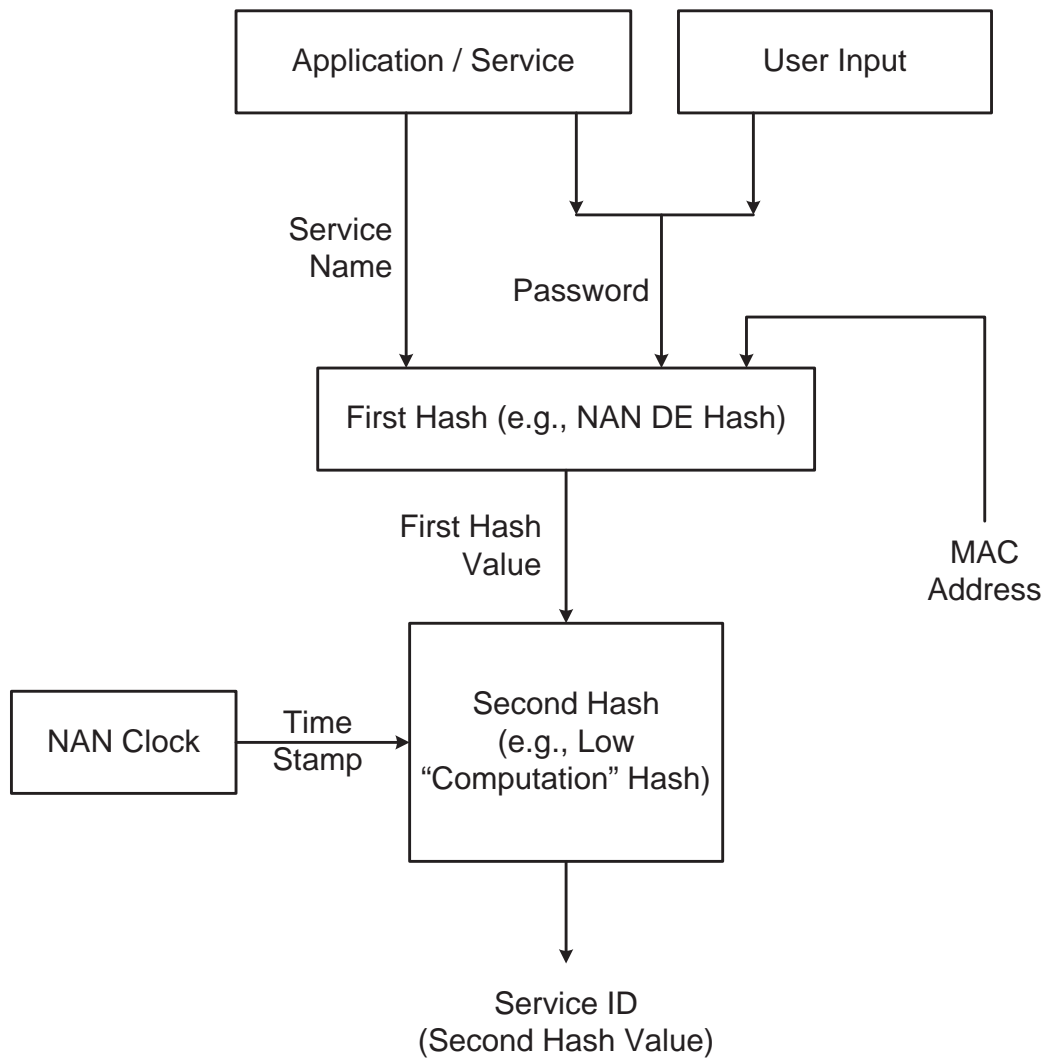 Application / Service
User Input
Service
Name
Password
First Hash (e.g., NAN DE Hash)
First Hash
Value
MAC
Address
NAN Clock
Time
Stamp
Second Hash
(e.g., Low
“Computation” Hash)
Service ID
(Second Hash Value)